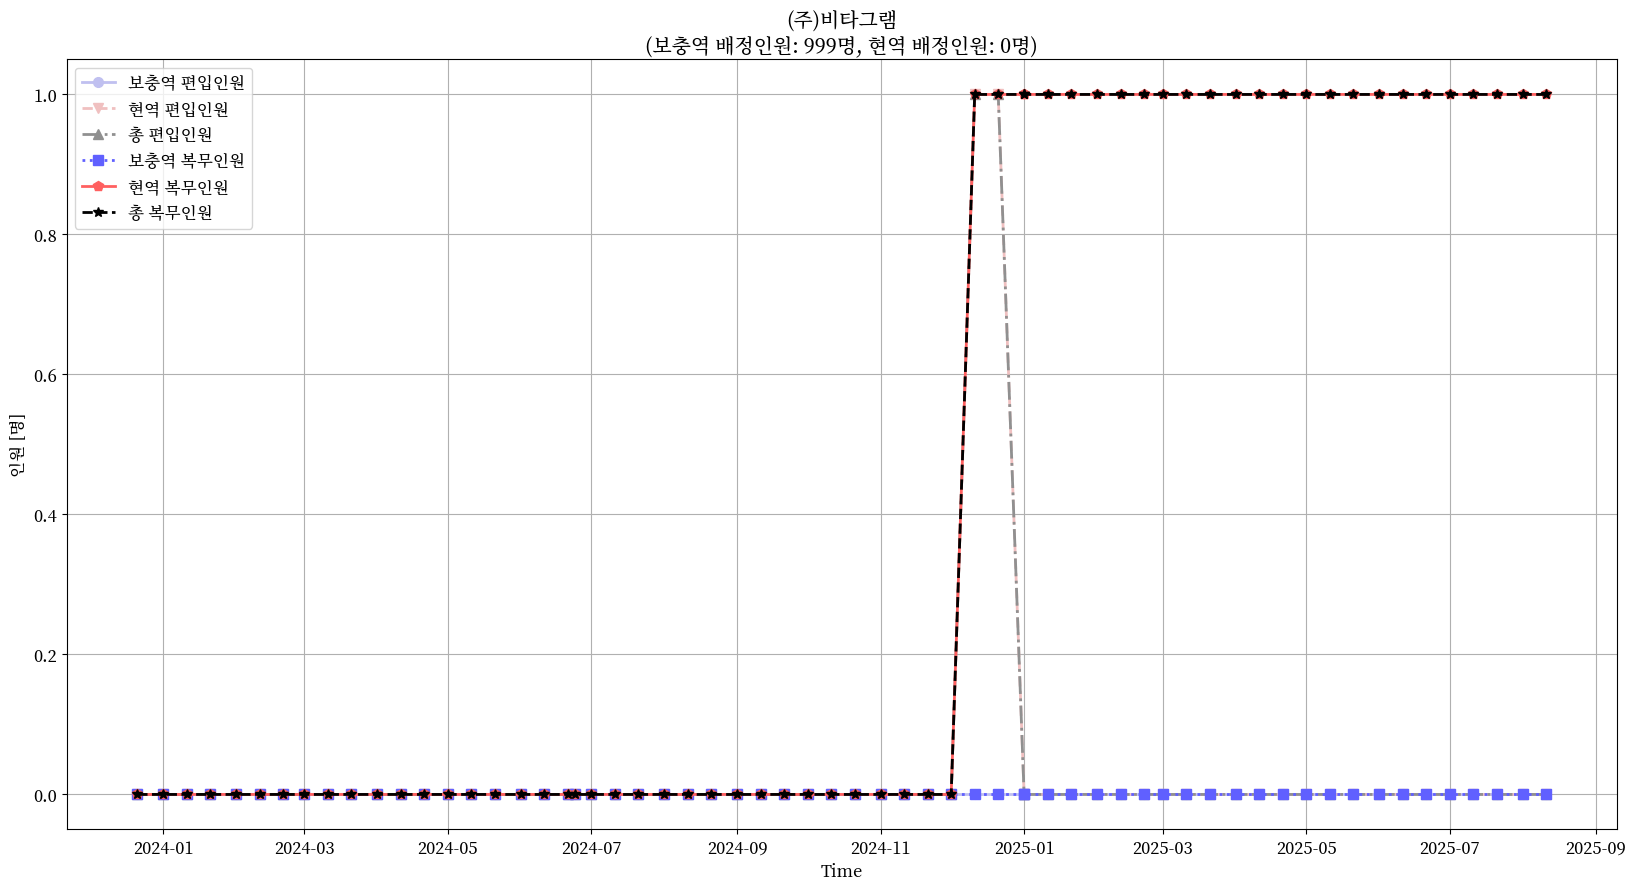 (주)비타그램
(보충역 배정인원: 999명, 현역 배정인원: 0명)
보충역 편입인원
현역 편입인원
총 편입인원
보충역 복무인원
현역 복무인원
총 복무인원
1.0
0.8
0.6
0.4
0.2
0.0
인원 [명]
2024-01
2024-03
2024-05
2024-07
2024-09
2024-11
2025-01
2025-03
2025-05
2025-07
2025-09
Time